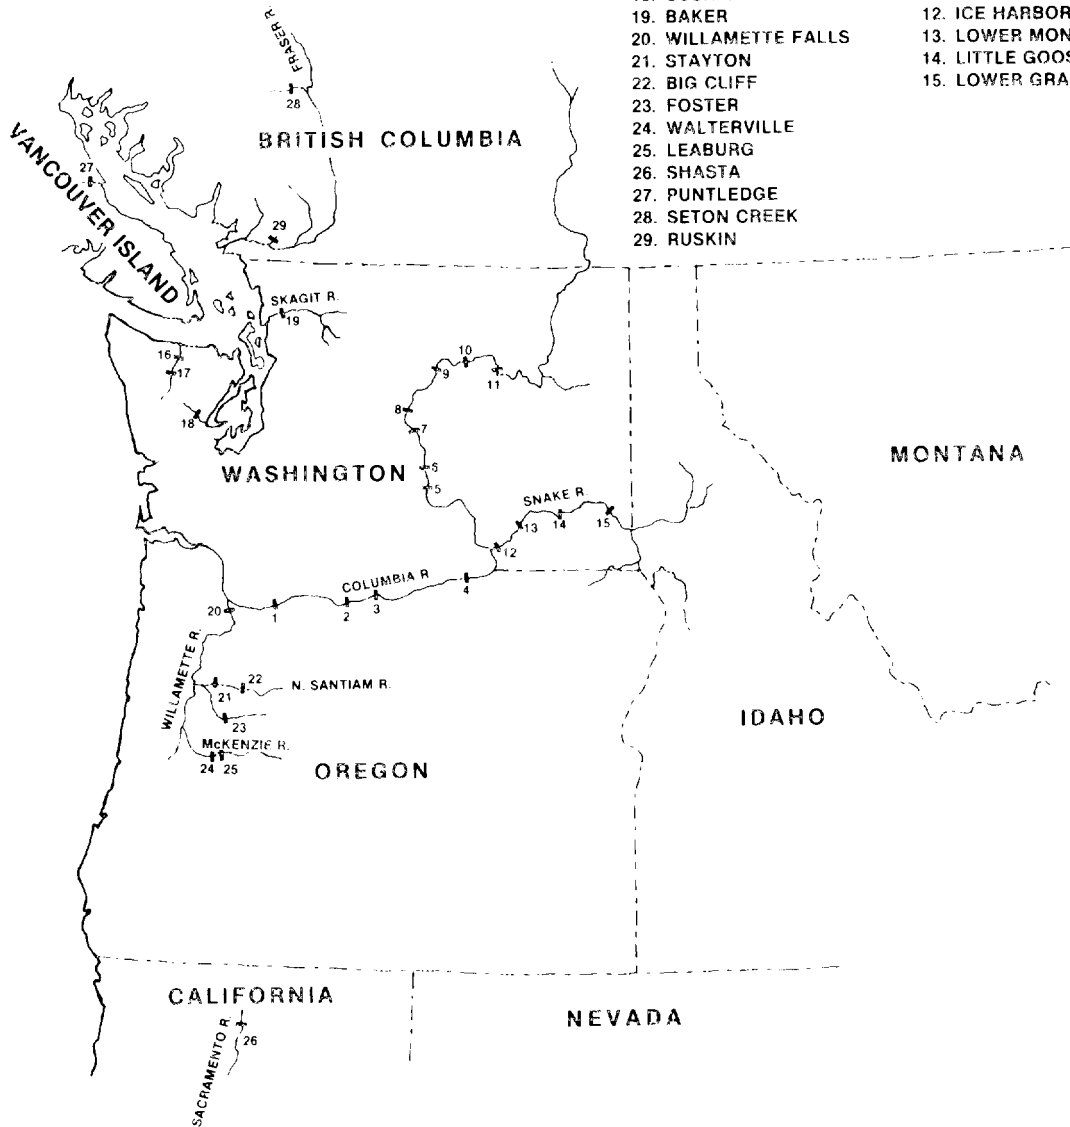 19. BAKER
20. WILLAMETTE FALLS
21. STAYTON
22. BIG CLIFF
23. FOSTER
24. WALTERVILLE
25. LEABURG
26. SHASTA
27. PUNTLEDGE
28. SETON CREEK
29. RUSKIN
12. ICE HARBOR
13. LOWER MON
14. LITTLE GOOS
15. LOWER GRA
FRASER R.
28
BRITISH COLUMBIA
VANCOUVER ISLAND
27
29
SKAGIT R.
19
16
17
18
10
9
11
8
7
6
5
WASHINGTON
MONTANA
SNAKE R
13
14
15
12
COLUMBIA R
4
20
1
2
3
WILLAMETTE R.
22
N. SANTIAM R.
21
23
McKENZIE R.
24
25
OREGON
IDAHO
CALIFORNIA
NEVADA
SACRAMENTO R.
26